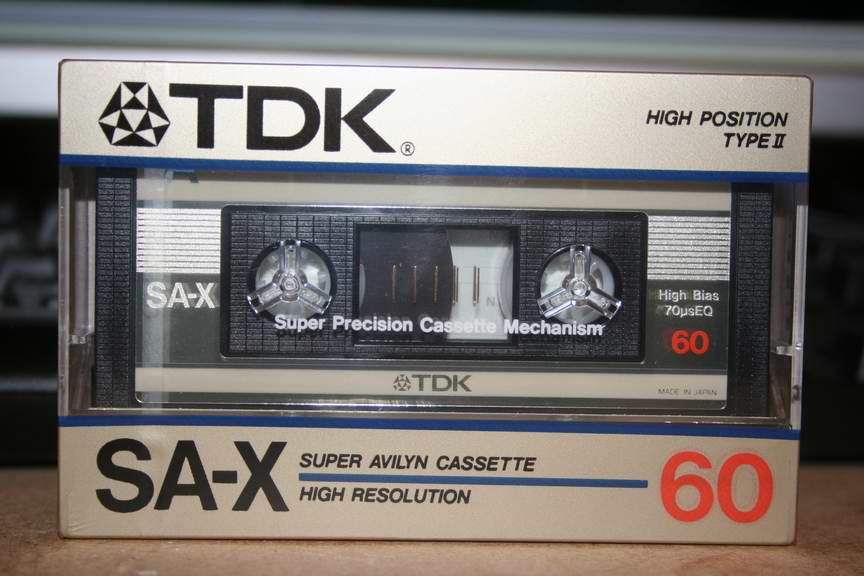 TDK®
HIGH POSITION
TYPE II
SA-X
High Bias
70µsEQ
60
N
Super Precision Cassette Mechanism
TDK
MADE IN JAPAN
SA-X
SUPER AVILYN CASSETTE
HIGH RESOLUTION
60